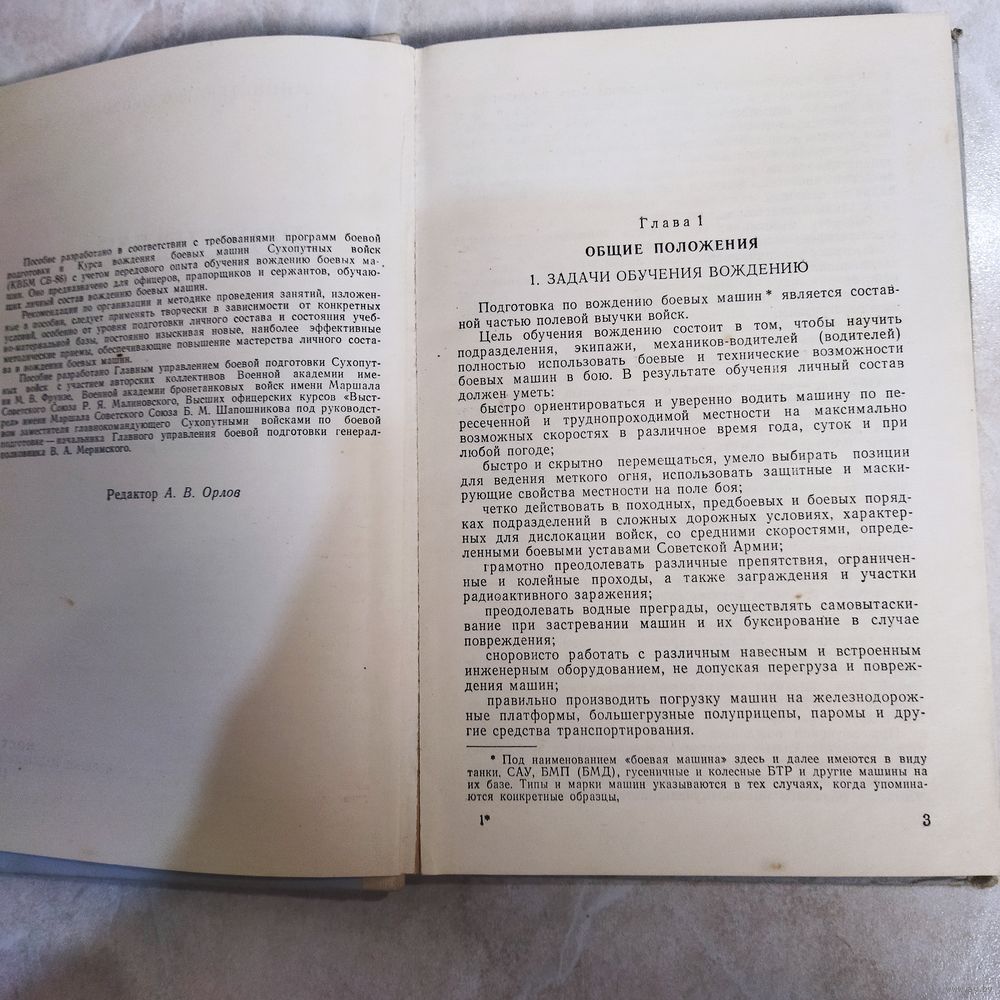 Пособие разработано в соответствии с требованиями программ боевой
подготовки и Курса вождения боевых машин Сухопутных войск
(КВБМ СВ-86) с учетом передового опыта обучения вождению боевых ма-
шин. Оно предназначено для офицеров, прапорщиков и сержантов, обучаю-
щих личный состав вождению боевых машин.
Рекомендации по организации и методике проведения занятий, изложен-
ные в пособии, следует применять творчески в зависимости от конкретных
условий, особенно от уровня подготовки личного состава и состояния учеб-
но-материальной базы, постоянно изыскивая новые, наиболее эффективные
методические приемы, обеспечивающие повышение мастерства личного соста-
ва в вождении боевых машин.
Пособие разработано Главным управлением боевой подготовки Сухопут-
ных войск с участием авторских коллективов Военной академии име-
ни М. В. Фрунзе, Военной академии бронетанковых войск имени Маршала
Советского Союза Р. Я. Малиновского, Высших офицерских курсов «Выст-
рел» имени Маршала Советского Союза Б. М. Шапошникова под руководст-
вом заместителя главнокомандующего Сухопутными войсками по боевой
подготовке — начальника Главного управления боевой подготовки генерал-
полковника В. А. Меримского.
Редактор А. В. Орлов
Глава 1
ОБЩИЕ ПОЛОЖЕНИЯ
1. ЗАДАЧИ ОБУЧЕНИЯ ВОЖДЕНИЮ
Подготовка по вождению боевых машин* является состав-
ной частью полевой выучки войск.
Цель обучения вождению состоит в том, чтобы научить
подразделения, экипажи, механиков-водителей (водителей)
полностью использовать боевые и технические возможности
боевых машин в бою. В результате обучения личный состав
должен уметь:
быстро ориентироваться и уверенно водить машину по пе-
ресеченной и труднопроходимой местности на максимально
возможных скоростях в различное время года, суток и при
любой погоде;
быстро и скрытно перемещаться, умело выбирать позиции
для ведения меткого огня, использовать защитные и маски-
рующие свойства местности на поле боя;
четко действовать в походных, предбоевых и боевых поряд-
ках подразделений в сложных дорожных условиях, характер-
ных для дислокации войск, со средними скоростями, опреде-
ленными боевыми уставами Советской Армии;
грамотно преодолевать различные препятствия, ограничен-
ные и колейные проходы, а также заграждения и участки
радиоактивного заражения;
преодолевать водные преграды, осуществлять самовытаски-
вание при застревании машин и их буксирование в случае
повреждения;
сноровисто работать с различным навесным и встроенным
инженерным оборудованием, не допуская перегруза и повреж-
дения машин;
правильно производить погрузку машин на железнодорож-
ные платформы, большегрузные полуприцепы, паромы и дру-
гие средства транспортирования.
* Под наименованием «боевая машина» здесь и далее имеются в виду
танки, САУ, БМП (БМД), гусеничные и колесные БТР и другие машины на
их базе. Типы и марки машин указываются в тех случаях, когда упомина-
ются конкретные образцы,
1*
3